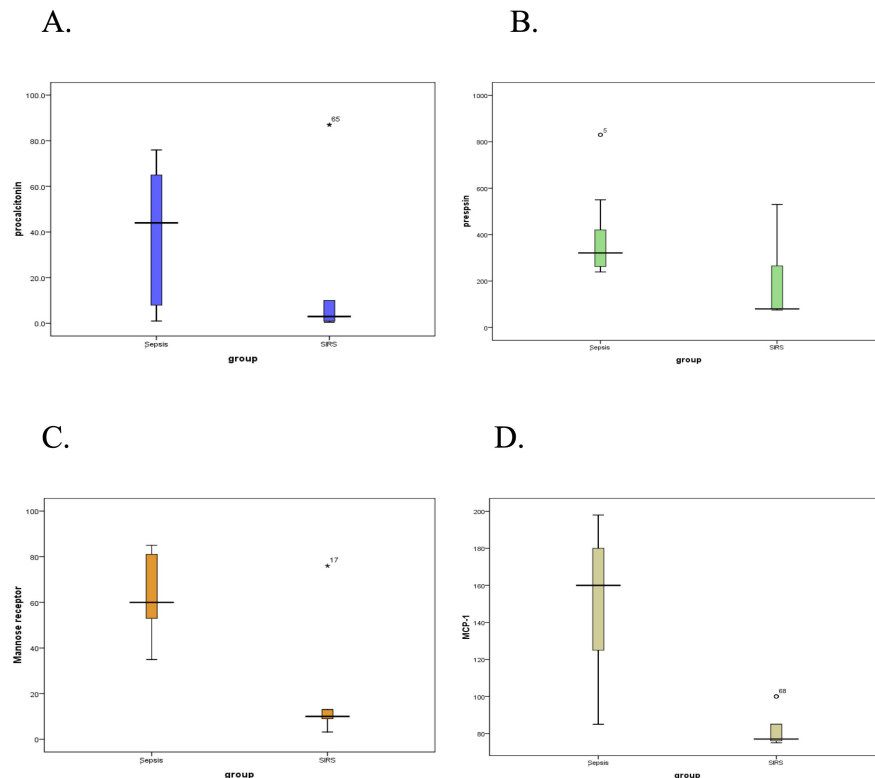 A.
B.
100.0
80.0
60.0
40.0
20.0
0.0
procalcitonin
65
Sepsis
SIRS
group
1000
800
600
400
200
0
prespsin
5
Sepsis
SIRS
group
C.
D.
100
80
60
40
20
0
Mannose receptor
17
Sepsis
SIRS
group
200
180
160
140
120
100
80
MCP-1
68
Sepsis
SIRS
group